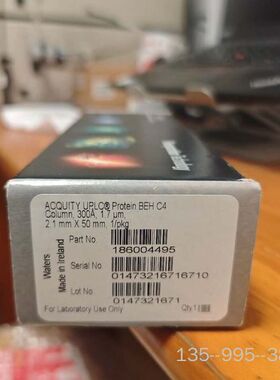 ACQUITY UPLC® Protein BEH C4
Column, 300Å, 1.7 µm,
2.1 mm X 50 mm, 1/pkg
Part No.
186004495
Serial No
01473216716710
Lot No
0147321671
For Laboratory Use Only
Qty 1
Waters
Made in Ireland
135-995-3